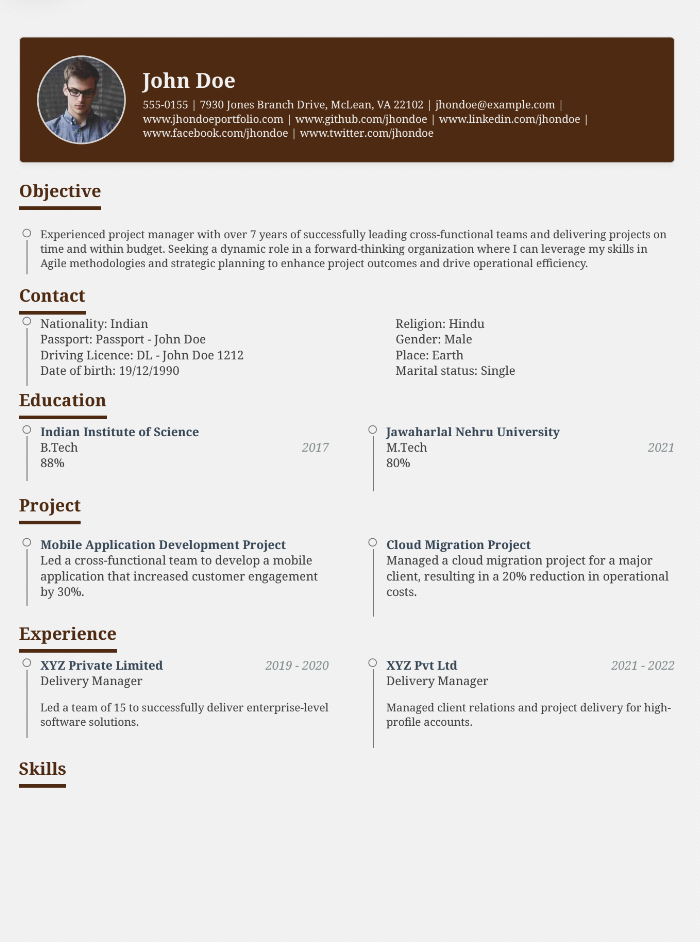 John Doe
555-0155 | 7930 Jones Branch Drive, McLean, VA 22102 | jhondoe@example.com |
www.jhondoeportfolio.com | www.github.com/jhondoe | www.linkedin.com/jhondoe |
www.facebook.com/jhondoe | www.twitter.com/jhondoe
Objective
Experienced project manager with over 7 years of successfully leading cross-functional teams and delivering projects on
time and within budget. Seeking a dynamic role in a forward-thinking organization where I can leverage my skills in
Agile methodologies and strategic planning to enhance project outcomes and drive operational efficiency.
Contact
Nationality: Indian
Passport: Passport - John Doe
Driving Licence: DL - John Doe 1212
Date of birth: 19/12/1990
Religion: Hindu
Gender: Male
Place: Earth
Marital status: Single
Education
Indian Institute of Science
B.Tech 2017
88%
Jawaharlal Nehru University
M.Tech 2021
80%
Project
Mobile Application Development Project
Led a cross-functional team to develop a mobile
application that increased customer engagement
by 30%.
Cloud Migration Project
Managed a cloud migration project for a major
client, resulting in a 20% reduction in operational
costs.
Experience
XYZ Private Limited 2019 - 2020
Delivery Manager
Led a team of 15 to successfully deliver enterprise-level
software solutions.
XYZ Pvt Ltd 2021 - 2022
Delivery Manager
Managed client relations and project delivery for high-
profile accounts.
Skills